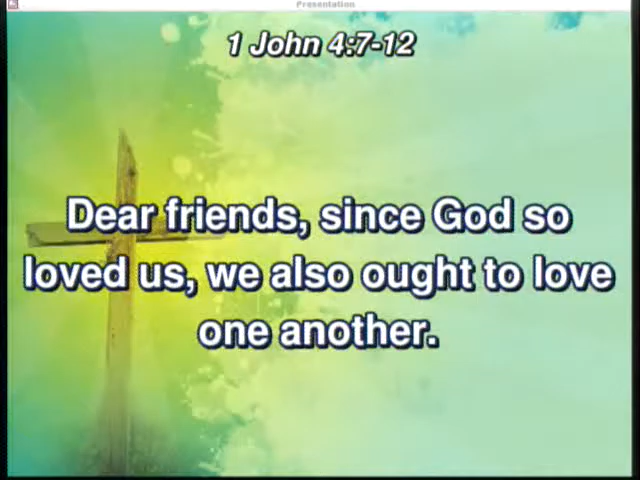 Presentation
1 John 4:7-12
Dear friends, since God so
loved us, we also ought to love
one another.